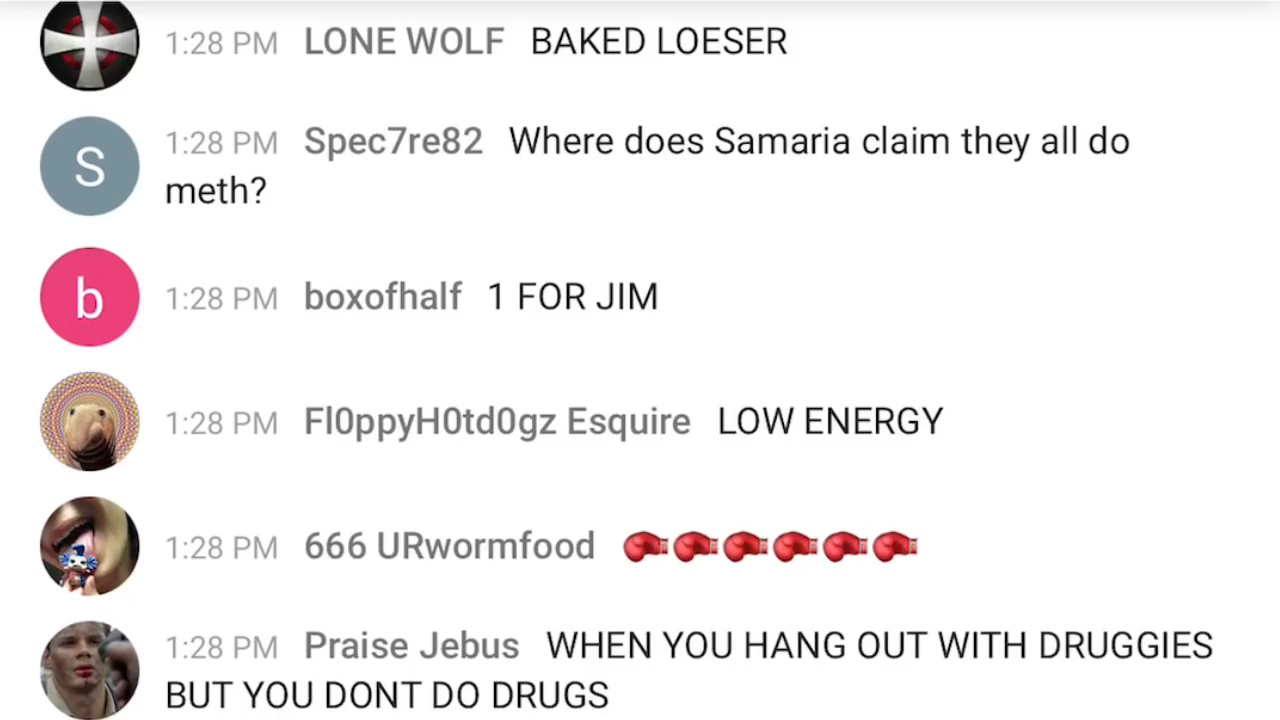 1:28 PM LONE WOLF BAKED LOESER
S 1:28 PM Spec7re82 Where does Samaria claim they all do
meth?
b 1:28 PM boxofhalf 1 FOR JIM
1:28 PM Fl0ppyH0td0gz Esquire LOW ENERGY
1:28 PM 666 URwormfood 🥊🥊🥊🥊🥊🥊
1:28 PM Praise Jebus WHEN YOU HANG OUT WITH DRUGGIES
BUT YOU DONT DO DRUGS